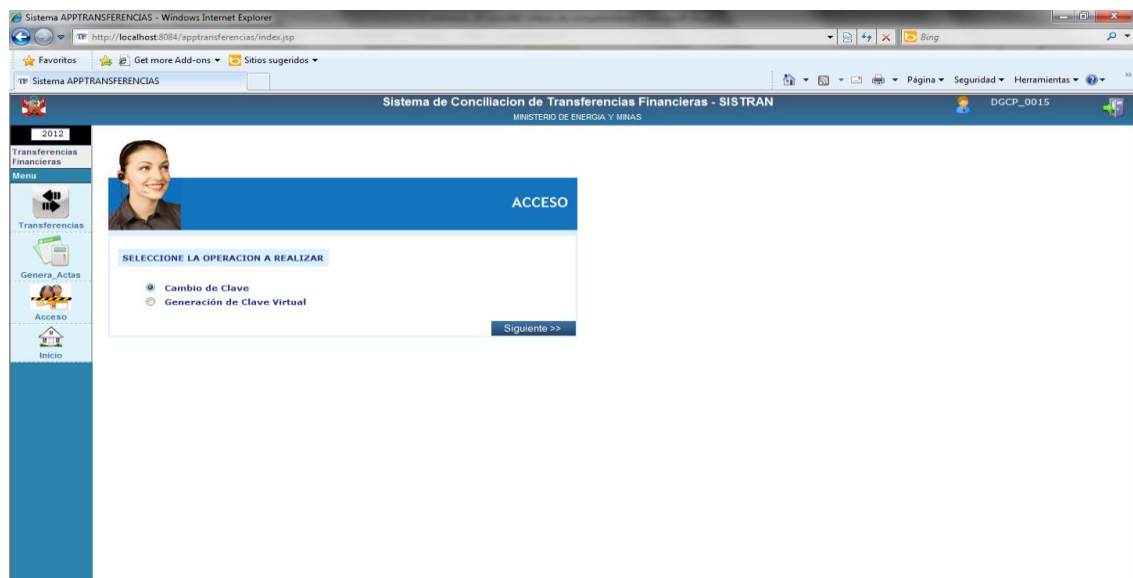 Sistema APPTRANSFERENCIAS - Windows Internet Explorer
http://localhost:8084/apptransferencias/index.jsp
Bing
Favoritos Get more Add-ons Sitios sugeridos
Sistema APPTRANSFERENCIAS
Página Seguridad Herramientas
Sistema de Conciliacion de Transferencias Financieras - SISTRAN
MINISTERIO DE ENERGIA Y MINAS
DGCP_0015
2012
Transferencias
Financieras
Menu
Transferencias
Genera_Actas
Acceso
Inicio
ACCESO
SELECCIONE LA OPERACION A REALIZAR
Cambio de Clave
Generación de Clave Virtual
Siguiente >>